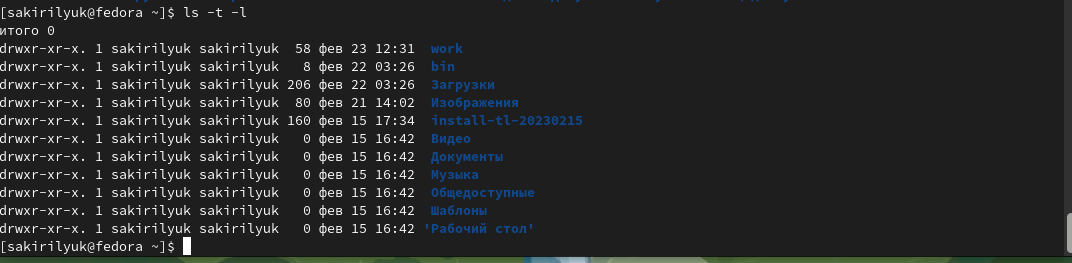 [sakirilyuk@fedora ~]$ ls -t -l
итого 0
drwxr-xr-x. 1 sakirilyuk sakirilyuk  58 фев 23 12:31  work
drwxr-xr-x. 1 sakirilyuk sakirilyuk   8 фев 22 03:26  bin
drwxr-xr-x. 1 sakirilyuk sakirilyuk 206 фев 22 03:26  Загрузки
drwxr-xr-x. 1 sakirilyuk sakirilyuk  80 фев 21 14:02  Изображения
drwxr-xr-x. 1 sakirilyuk sakirilyuk 160 фев 15 17:34  install-tl-20230215
drwxr-xr-x. 1 sakirilyuk sakirilyuk   0 фев 15 16:42  Видео
drwxr-xr-x. 1 sakirilyuk sakirilyuk   0 фев 15 16:42  Документы
drwxr-xr-x. 1 sakirilyuk sakirilyuk   0 фев 15 16:42  Музыка
drwxr-xr-x. 1 sakirilyuk sakirilyuk   0 фев 15 16:42  Общедоступные
drwxr-xr-x. 1 sakirilyuk sakirilyuk   0 фев 15 16:42  Шаблоны
drwxr-xr-x. 1 sakirilyuk sakirilyuk   0 фев 15 16:42 'Рабочий стол'
[sakirilyuk@fedora ~]$